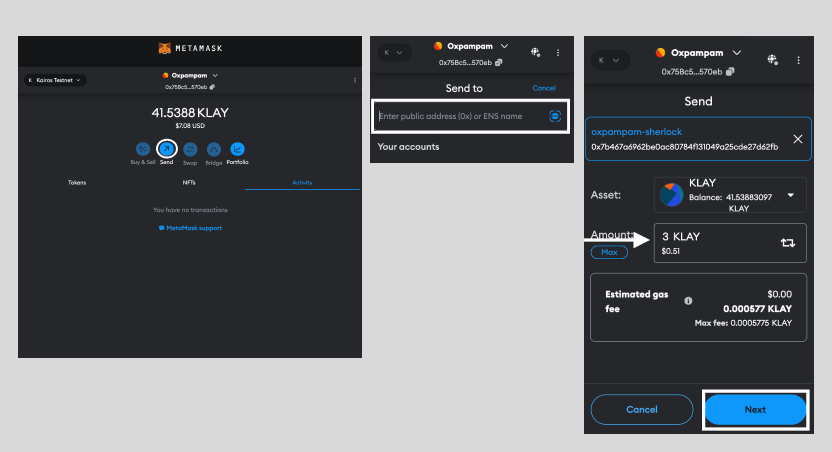 METAMASK
K Kairos Testnet
Oxpampam
0x758c5...570eb
41.5388 KLAY
$7.08 USD
Buy & Sell Send Swap Bridge Portfolio
Tokens NFTs Activity
You have no transactions
MetaMask support
K
Oxpampam
0x758c5...570eb
Send to Cancel
Enter public address (0x) or ENS name
Your accounts
K
Oxpampam
0x758c5...570eb
Send
oxpampam-sherlock
0x7b467a6962be0ac80784f131049a25cde27d62fb
Asset:
KLAY
Balance: 41.53883097
KLAY
Amount:
3 KLAY
Max
$0.51
Estimated gas
fee
$0.00
0.000577 KLAY
Max fee: 0.0005775 KLAY
Cancel Next